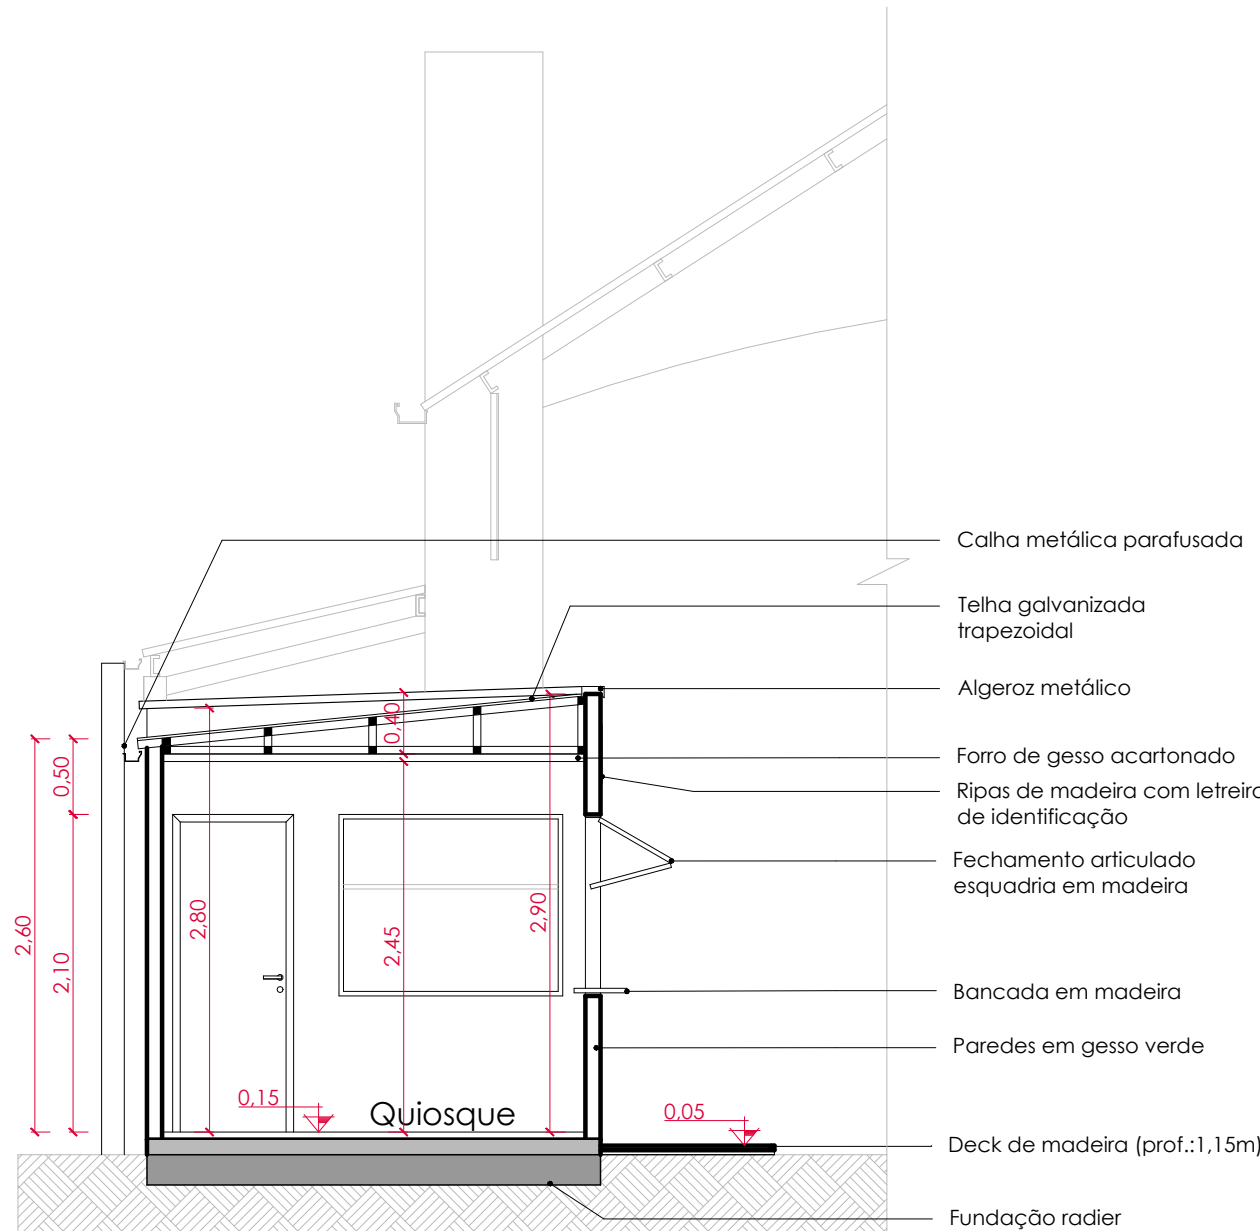 Calha metálica parafusada
Telha galvanizada
trapezoidal
Algeroz metálico
Forro de gesso acartonado
Ripas de madeira com letreiro
de identificação
Fechamento articulado
esquadria em madeira
Bancada em madeira
Paredes em gesso verde
Deck de madeira (prof.:1,15m)
Fundação radier
0,40
0,50
2,60
2,10
2,80
2,45
2,90
0,15
Quiosque
0,05